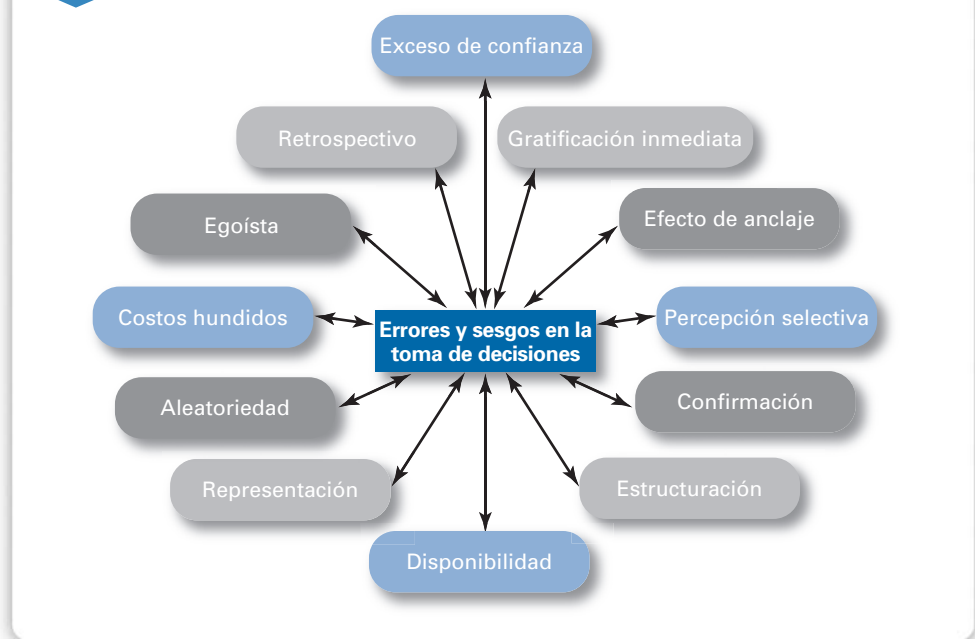 Exceso de confianza
Retrospectivo
Gratificación inmediata
Egoísta
Efecto de anclaje
Costos hundidos
Errores y sesgos en la
toma de decisiones
Percepción selectiva
Aleatoriedad
Confirmación
Representación
Estructuración
Disponibilidad